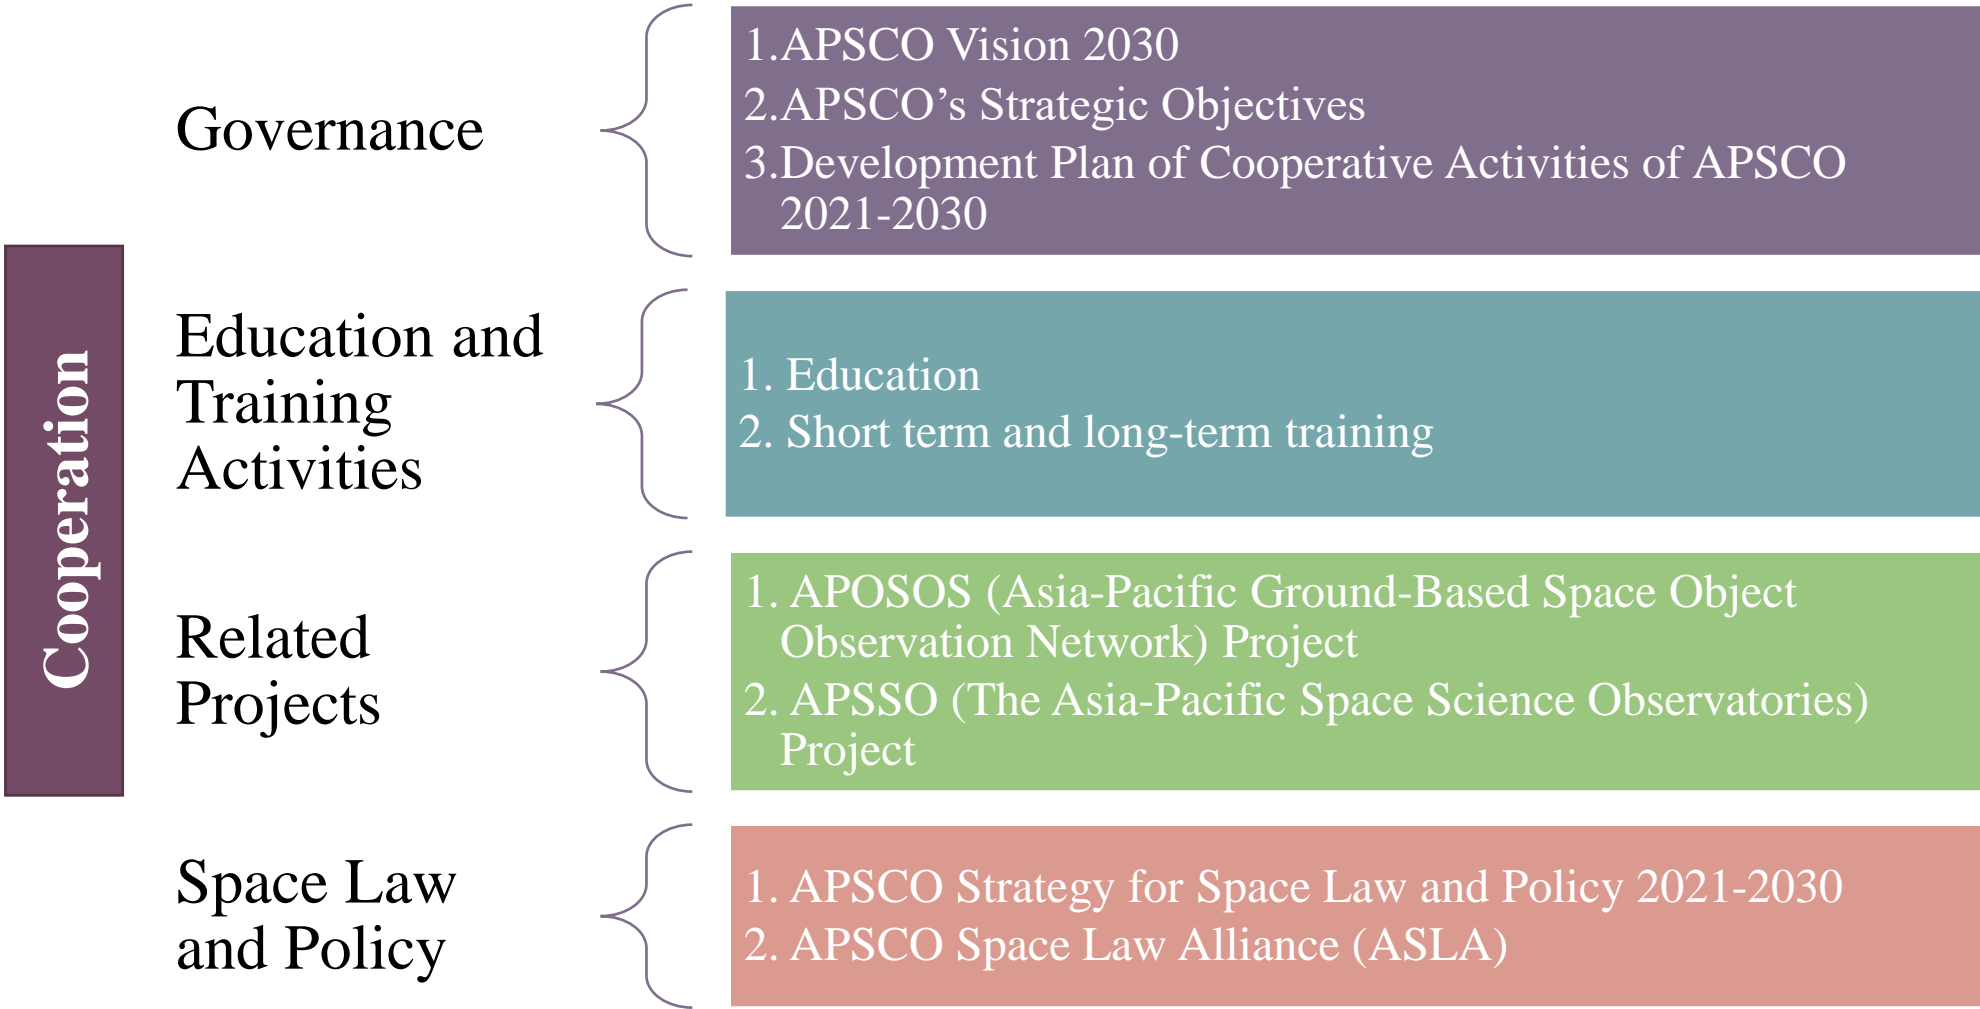 Cooperation
Governance
1.APSCO Vision 2030
2.APSCO’s Strategic Objectives
3.Development Plan of Cooperative Activities of APSCO
2021-2030
Education and
Training
Activities
1. Education
2. Short term and long-term training
Related
Projects
1. APOSOS (Asia-Pacific Ground-Based Space Object
Observation Network) Project
2. APSSO (The Asia-Pacific Space Science Observatories)
Project
Space Law
and Policy
1. APSCO Strategy for Space Law and Policy 2021-2030
2. APSCO Space Law Alliance (ASLA)